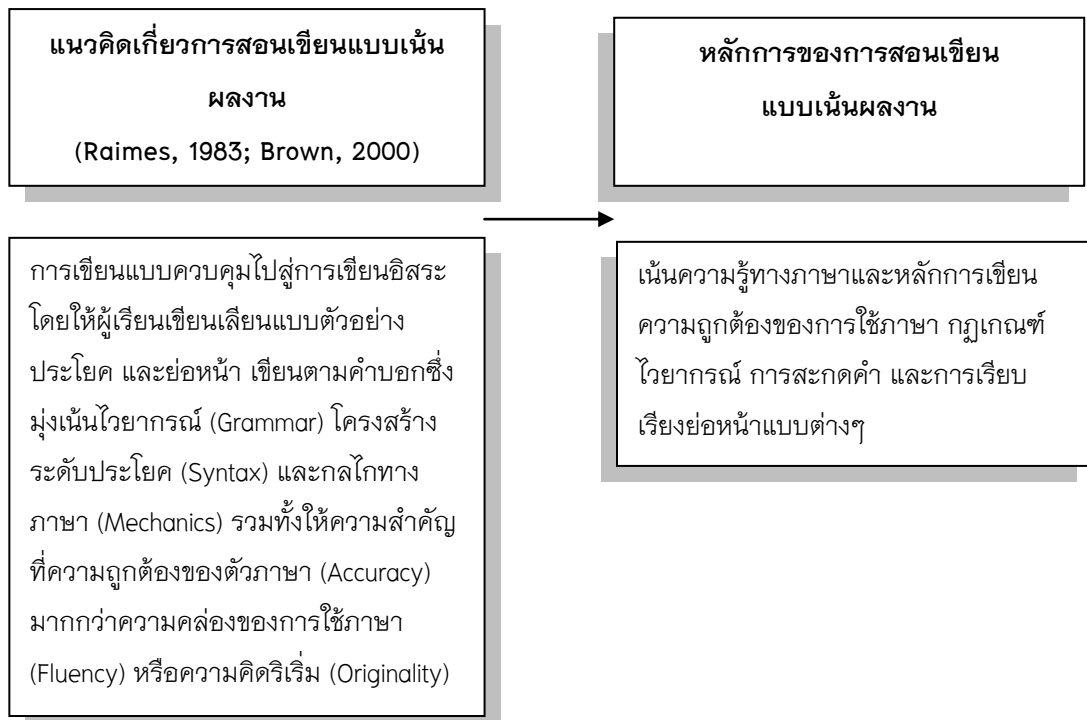 แนวคิดเกี่ยวการสอนเขียนแบบเน้น
ผลงาน
(Raimes, 1983; Brown, 2000)
การเขียนแบบควบคุมไปสู่การเขียนอิสระ
โดยให้ผู้เรียนเขียนเลียนแบบตัวอย่าง
ประโยค และย่อหน้า เขียนตามคำบอกซึ่ง
มุ่งเน้นไวยากรณ์ (Grammar) โครงสร้าง
ระดับประโยค (Syntax) และกลไกทาง
ภาษา (Mechanics) รวมทั้งให้ความสำคัญ
ที่ความถูกต้องของตัวภาษา (Accuracy)
มากกว่าความคล่องของการใช้ภาษา
(Fluency) หรือความคิดริเริ่ม (Originality)
หลักการของการสอนเขียน
แบบเน้นผลงาน
เน้นความรู้ทางภาษาและหลักการเขียน
ความถูกต้องของการใช้ภาษา กฎเกณฑ์
ไวยากรณ์ การสะกดคำ และการเรียบ
เรียงย่อหน้าแบบต่างๆ